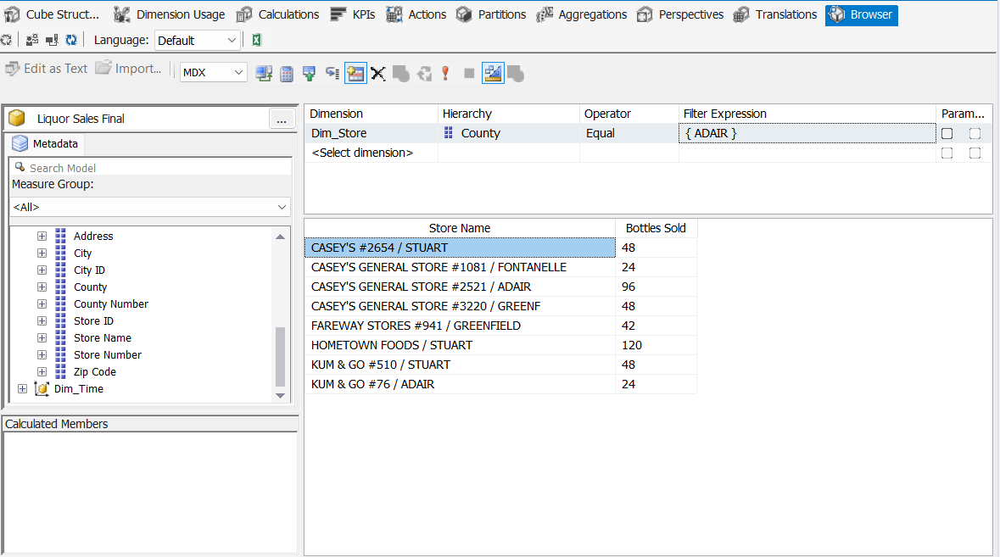 Cube Struct... Dimension Usage Calculations KPIs Actions Partitions Aggregations Perspectives Translations Browser
Language: Default
Edit as Text Import... MDX
Liquor Sales Final ...
Metadata
Search Model
Measure Group:
<All>
Address
City
City ID
County
County Number
Store ID
Store Name
Store Number
Zip Code
Dim_Time
Calculated Members
Dimension Hierarchy Operator Filter Expression Param...
Dim_Store County Equal { ADAIR }
<Select dimension>
Store Name Bottles Sold
CASEY'S #2654 / STUART 48
CASEY'S GENERAL STORE #1081 / FONTANELLE 24
CASEY'S GENERAL STORE #2521 / ADAIR 96
CASEY'S GENERAL STORE #3220 / GREENF 48
FAREWAY STORES #941 / GREENFIELD 42
HOMETOWN FOODS / STUART 120
KUM & GO #510 / STUART 48
KUM & GO #76 / ADAIR 24